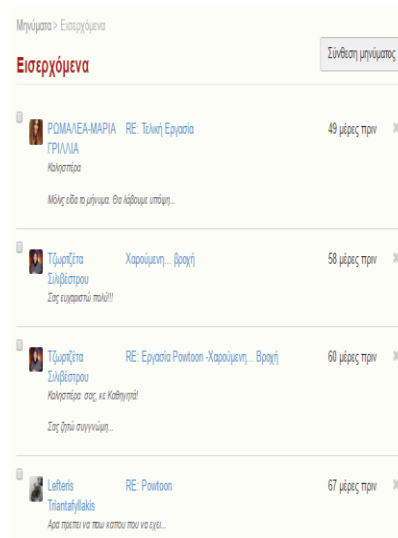 Μηνύματα > Εισερχόμενα
Εισερχόμενα
Σύνθεση μηνύματος
ΡΩΜΑΛΕΑ-ΜΑΡΙΑ ΓΡΙΛΛΙΑ
RE: Τελική Εργασία
49 μέρες πριν
Καλησπέρα
Μόλις είδα το μήνυμα. Θα λάβουμε υπόψη...
Τζωρτζέτα Σιλιβέστρου
Χαρούμενη... βροχή
58 μέρες πριν
Σας ευχαριστώ πολύ!!!
Τζωρτζέτα Σιλιβέστρου
RE: Εργασία Powtoon -Χαρούμενη... Βροχή
60 μέρες πριν
Καλησπέρα σας, κε Καθηγητά!
Σας ζητώ συγγνώμη...
Lefteris Triantafyllakis
RE: Powtoon
67 μέρες πριν
Αρα πρεπει να παω καπου που να εχει...